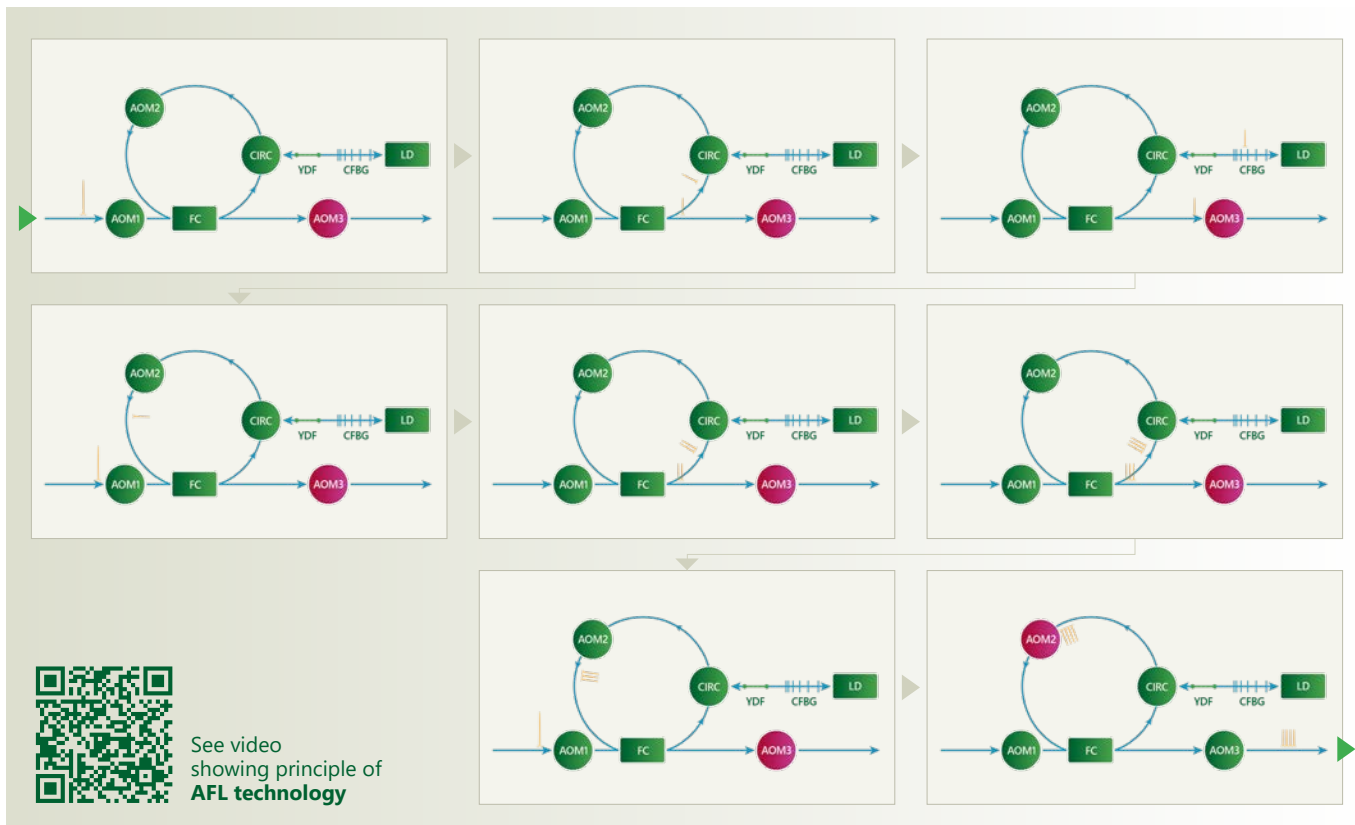 AOM2
CIRC
YDF
CFBG
LD
AOM1
FC
AOM3
AOM2
CIRC
YDF
CFBG
LD
AOM1
FC
AOM3
AOM2
CIRC
YDF
CFBG
LD
AOM1
FC
AOM3
AOM2
CIRC
YDF
CFBG
LD
AOM1
FC
AOM3
AOM2
CIRC
YDF
CFBG
LD
AOM1
FC
AOM3
AOM2
CIRC
YDF
CFBG
LD
AOM1
FC
AOM3
See video
showing principle of
AFL technology
AOM2
CIRC
YDF
CFBG
LD
AOM1
FC
AOM3
AOM2
CIRC
YDF
CFBG
LD
AOM1
FC
AOM3